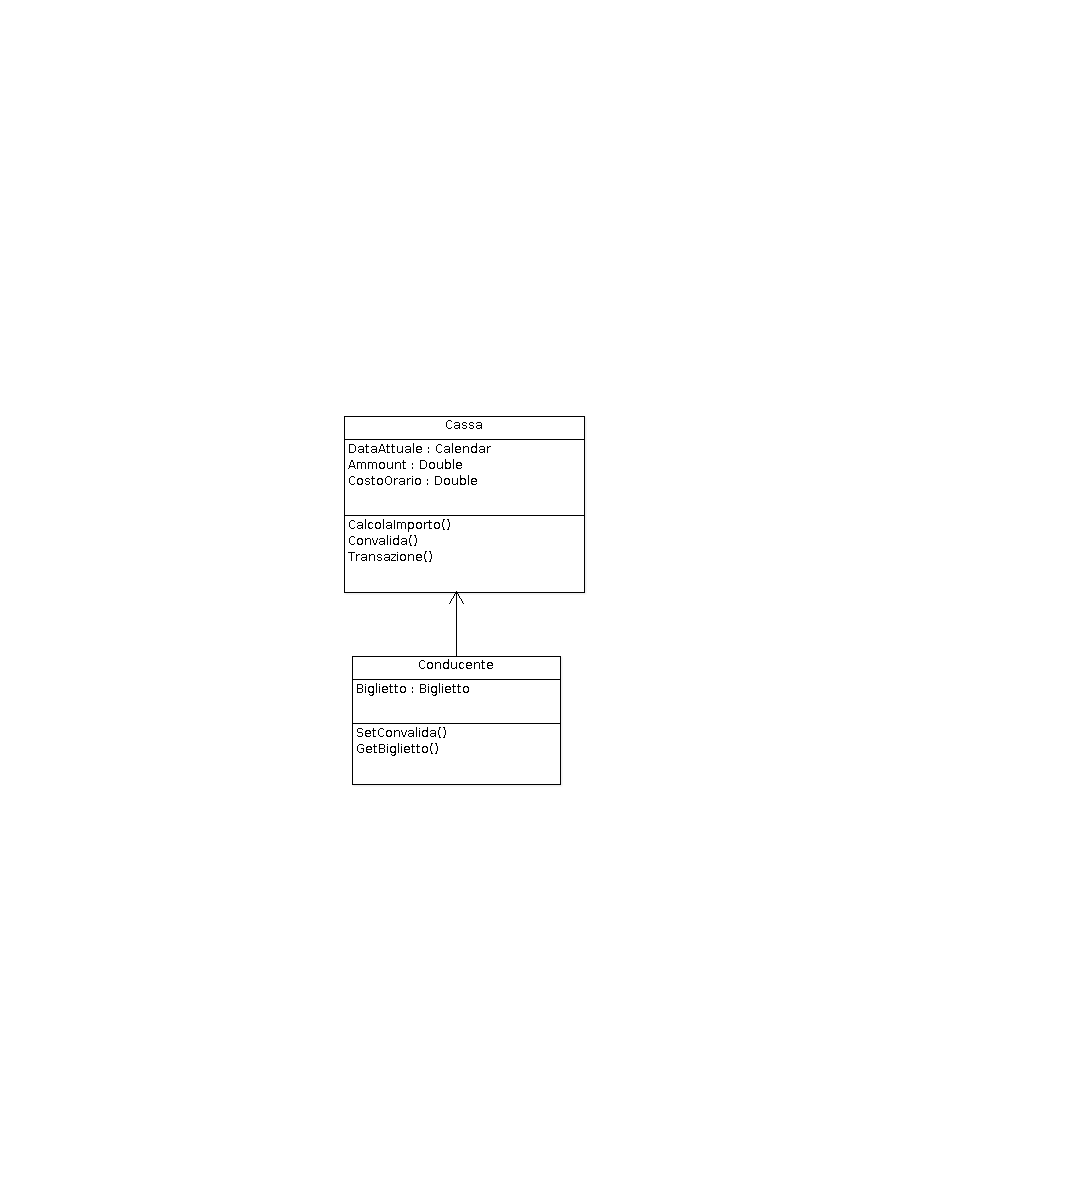 Cassa
DataAttuale : Calendar
Ammount : Double
CostoOrario : Double
CalcolaImporto()
Convalida()
Transazione()
Conducente
Biglietto : Biglietto
SetConvalida()
GetBiglietto()